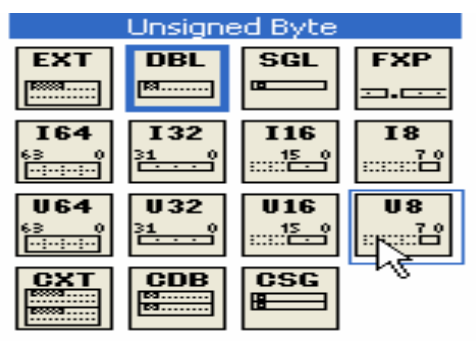 Unsigned Byte
EXT DBL SGL FXP
I64 I32 I16 I8
63 0 31 0 15 0 7 0
U64 U32 U16 U8
63 0 31 0 15 0 7 0
CXT CDB CSG